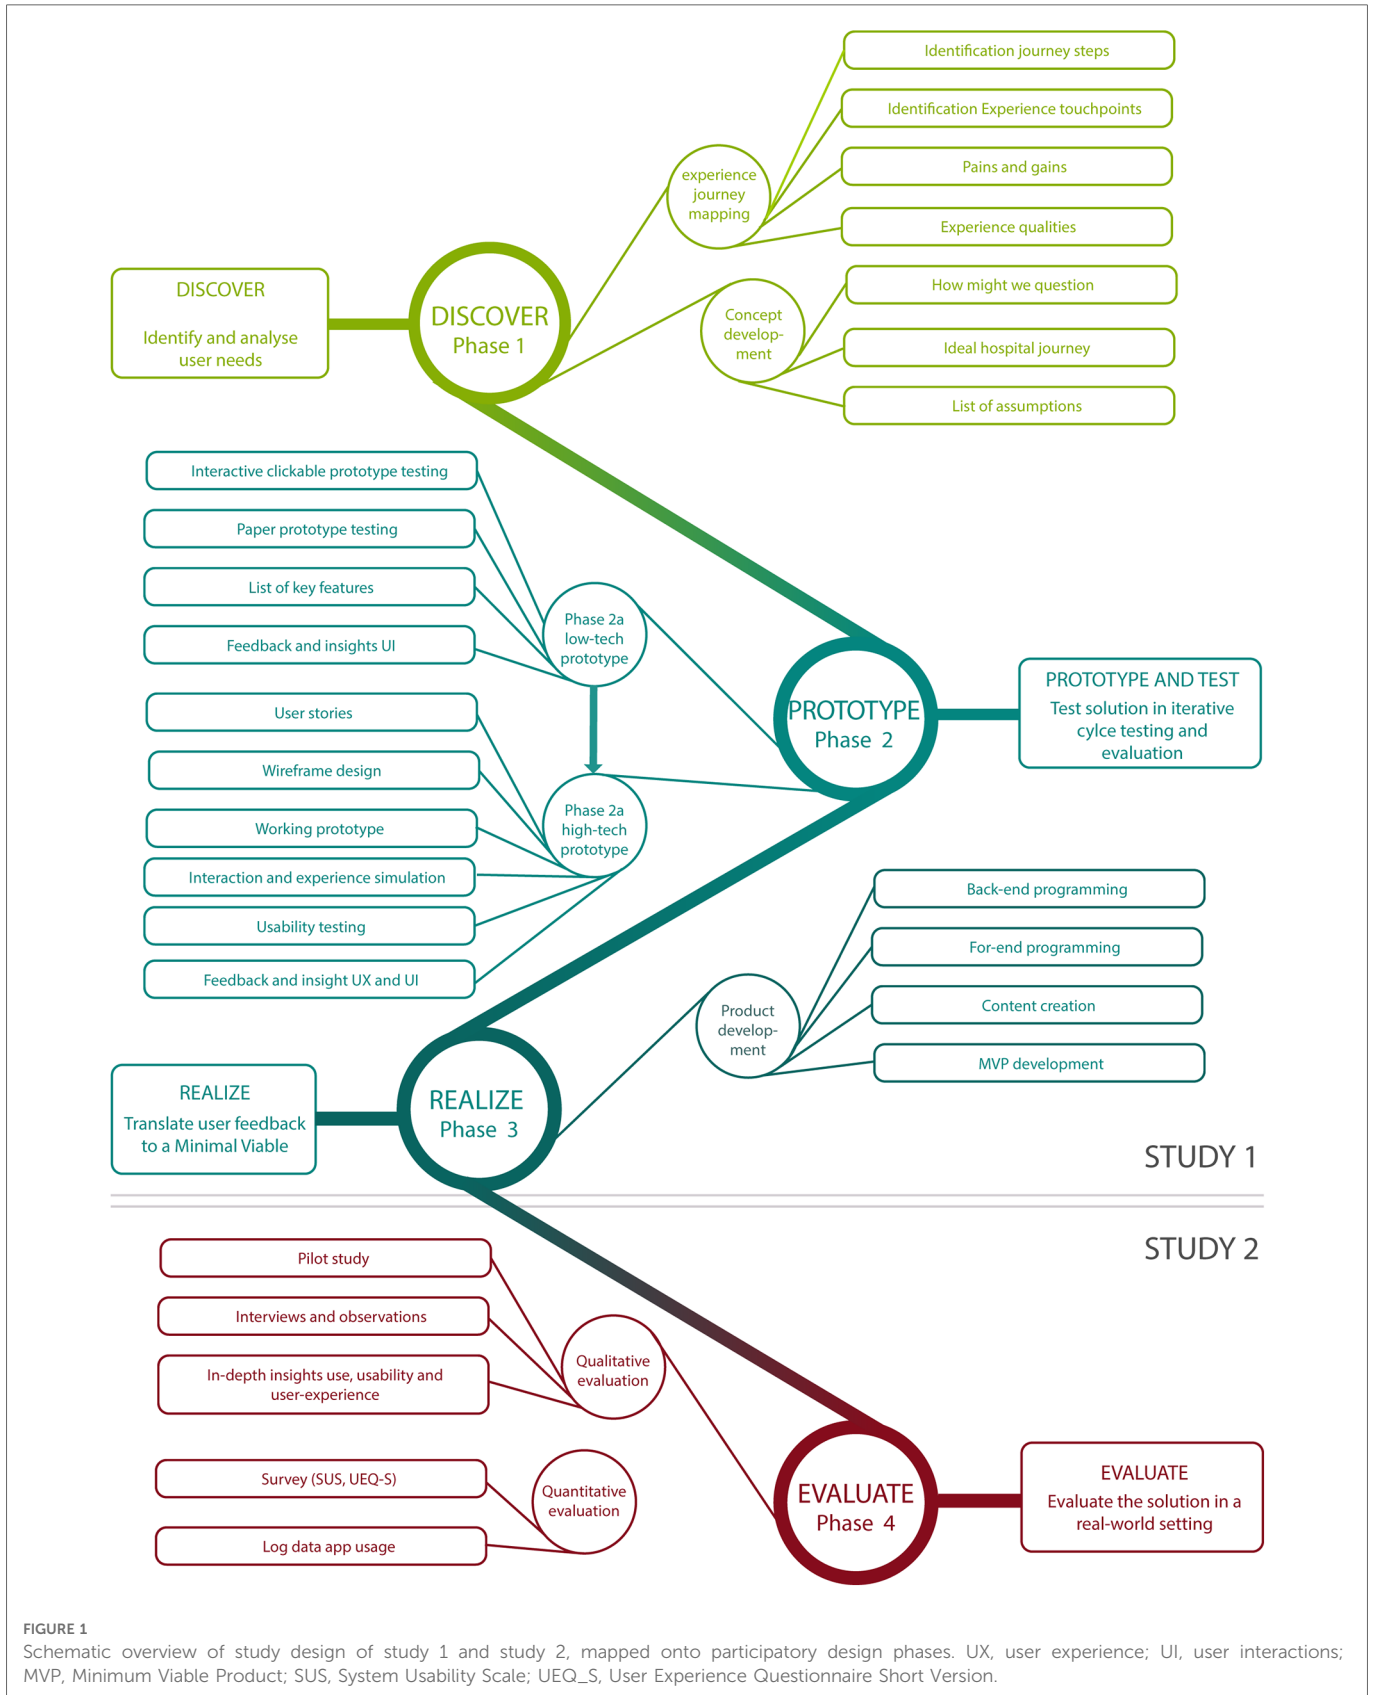 Identification journey steps
Identification Experience touchpoints
Pains and gains
Experience qualities
experience
journey
mapping
How might we question
Ideal hospital journey
List of assumptions
Concept
develop-
ment
DISCOVER
Identify and analyse
user needs
DISCOVER
Phase 1
Interactive clickable prototype testing
Paper prototype testing
List of key features
Feedback and insights UI
Phase 2a
low-tech
prototype
User stories
Wireframe design
Working prototype
Interaction and experience simulation
Usability testing
Feedback and insight UX and UI
Phase 2a
high-tech
prototype
PROTOTYPE
Phase 2
PROTOTYPE AND TEST
Test solution in iterative
cylce testing and
evaluation
Back-end programming
For-end programming
Content creation
MVP development
Product
develop-
ment
REALIZE
Translate user feedback
to a Minimal Viable
REALIZE
Phase 3
STUDY 1
STUDY 2
Pilot study
Interviews and observations
In-depth insights use, usability and
user-experience
Qualitative
evaluation
Survey (SUS, UEQ-S)
Log data app usage
Quantitative
evaluation
EVALUATE
Phase 4
EVALUATE
Evaluate the solution in a
real-world setting
FIGURE 1
Schematic overview of study design of study 1 and study 2, mapped onto participatory design phases. UX, user experience; UI, user interactions;
MVP, Minimum Viable Product; SUS, System Usability Scale; UEQ_S, User Experience Questionnaire Short Version.